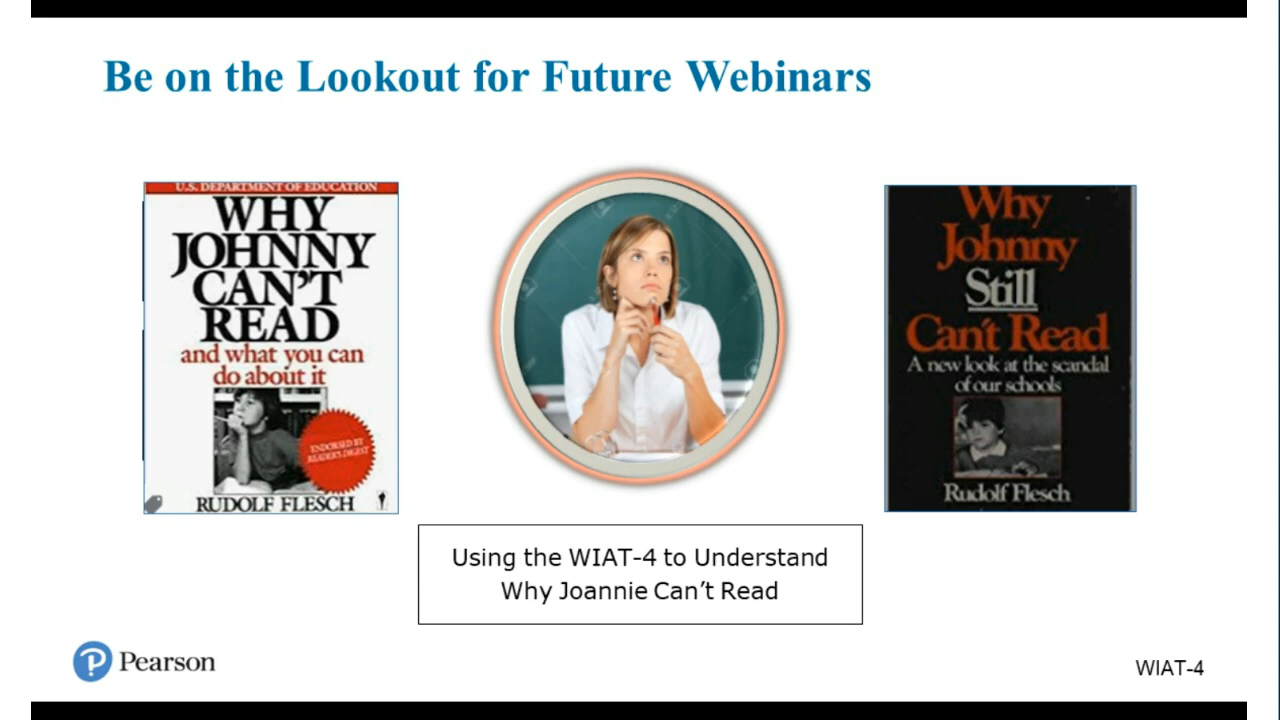 Be on the Lookout for Future Webinars
U.S. DEPARTMENT OF EDUCATION
WHY
JOHNNY
CAN'T
READ
and what you can
do about it
ENDORSED BY
READER'S DIGEST
RUDOLF FLESCH
Why
Johnny
Still
Can't Read
A new look at the scandal
of our schools
Rudolf Flesch
Using the WIAT-4 to Understand
Why Joannie Can’t Read
Pearson
WIAT-4